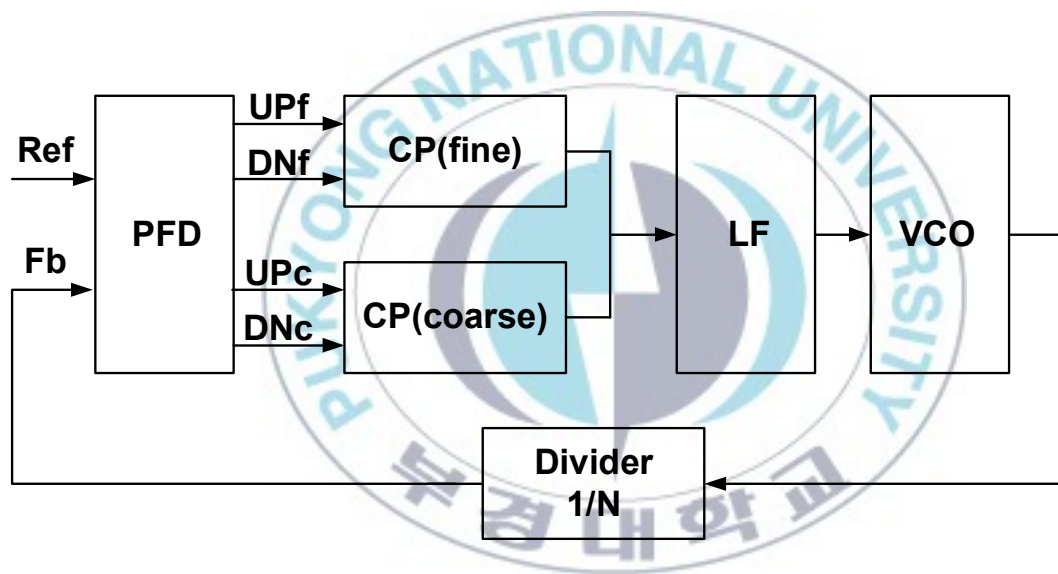 PUKYONG NATIONAL UNIVERSITY
UPf
Ref
DNf
CP(fine)
PFD
LF
VCO
Fb
UPc
DNc
CP(coarse)
Divider
1/N
부경대학교